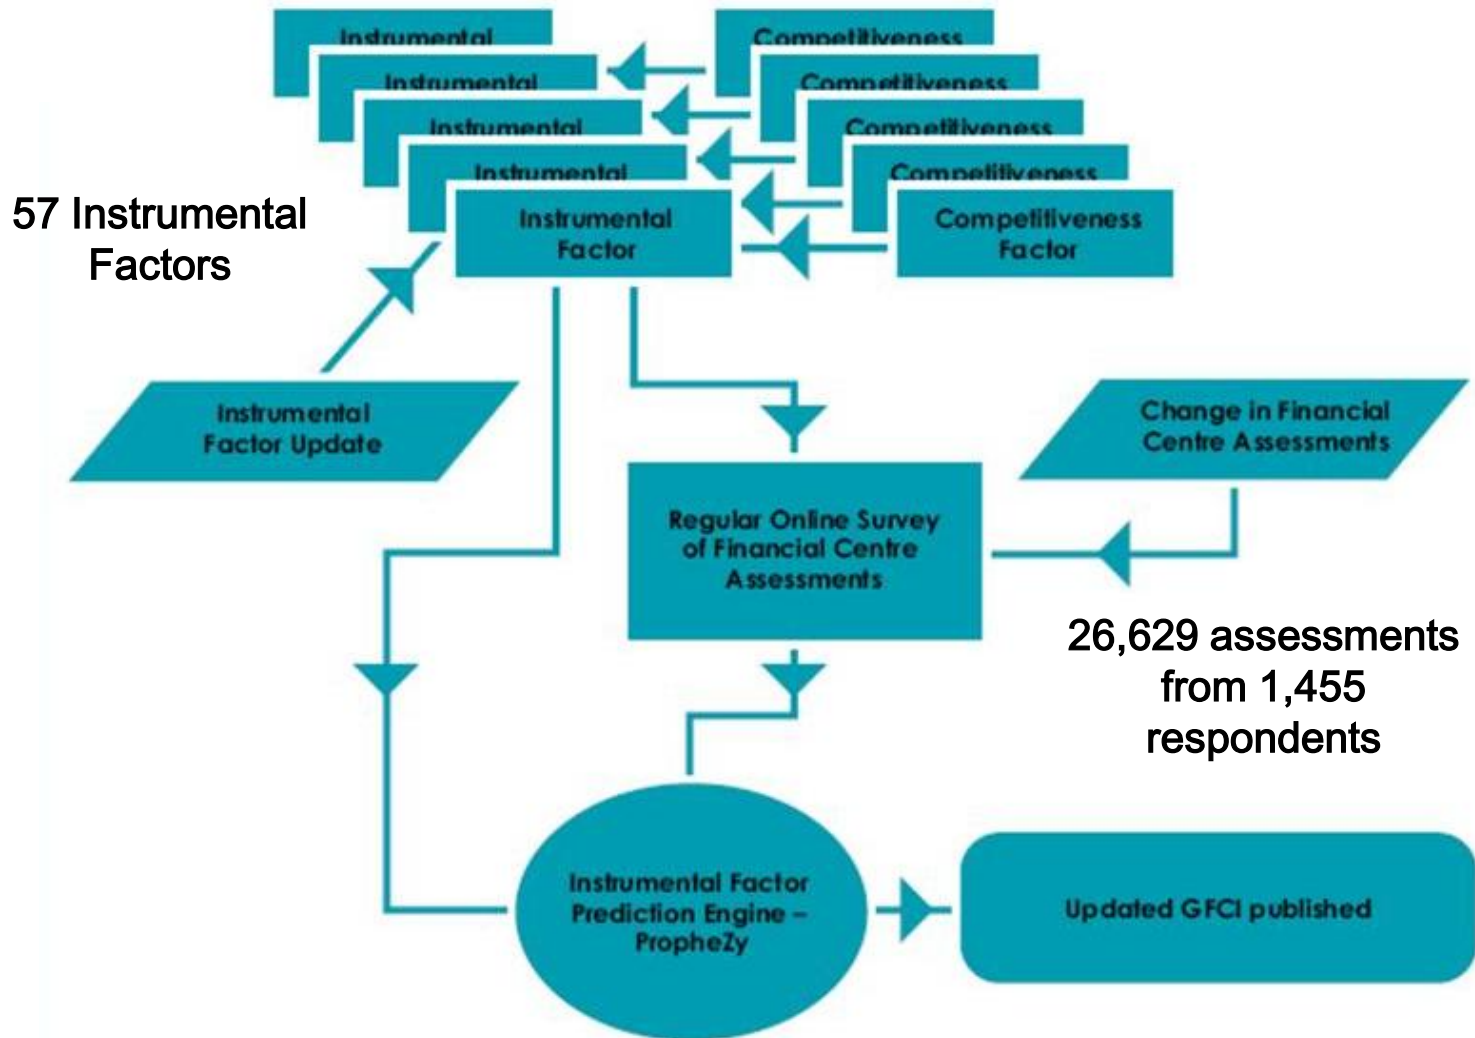 Instrumental
Competitiveness
Instrumental
Competitiveness
Instrumental
Competitiveness
Instrumental
Competitiveness
57 Instrumental
Factors
Instrumental
Factor
Competitiveness
Factor
Instrumental
Factor Update
Change in Financial
Centre Assessments
Regular Online Survey
of Financial Centre
Assessments
26,629 assessments
from 1,455
respondents
Instrumental Factor
Prediction Engine –
PropheZy
Updated GFCI published